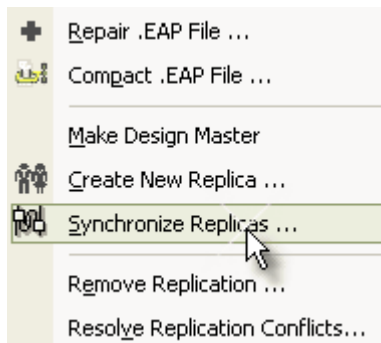 Repair .EAP File ...
Compact .EAP File ...
Make Design Master
Create New Replica ...
Synchronize Replicas ...
Remove Replication ...
Resolve Replication Conflicts...